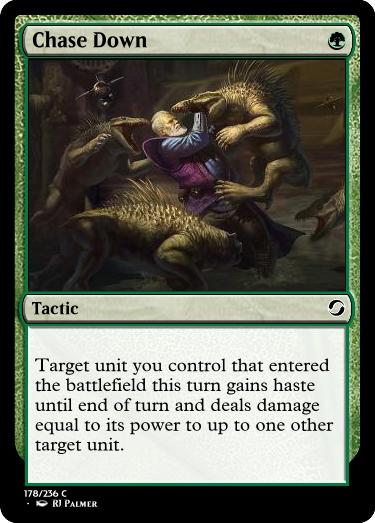 Chase Down
Tactic
Target unit you control that entered
the battlefield this turn gains haste
until end of turn and deals damage
equal to its power to up to one other
target unit.
178/236 C
· RJ Palmer